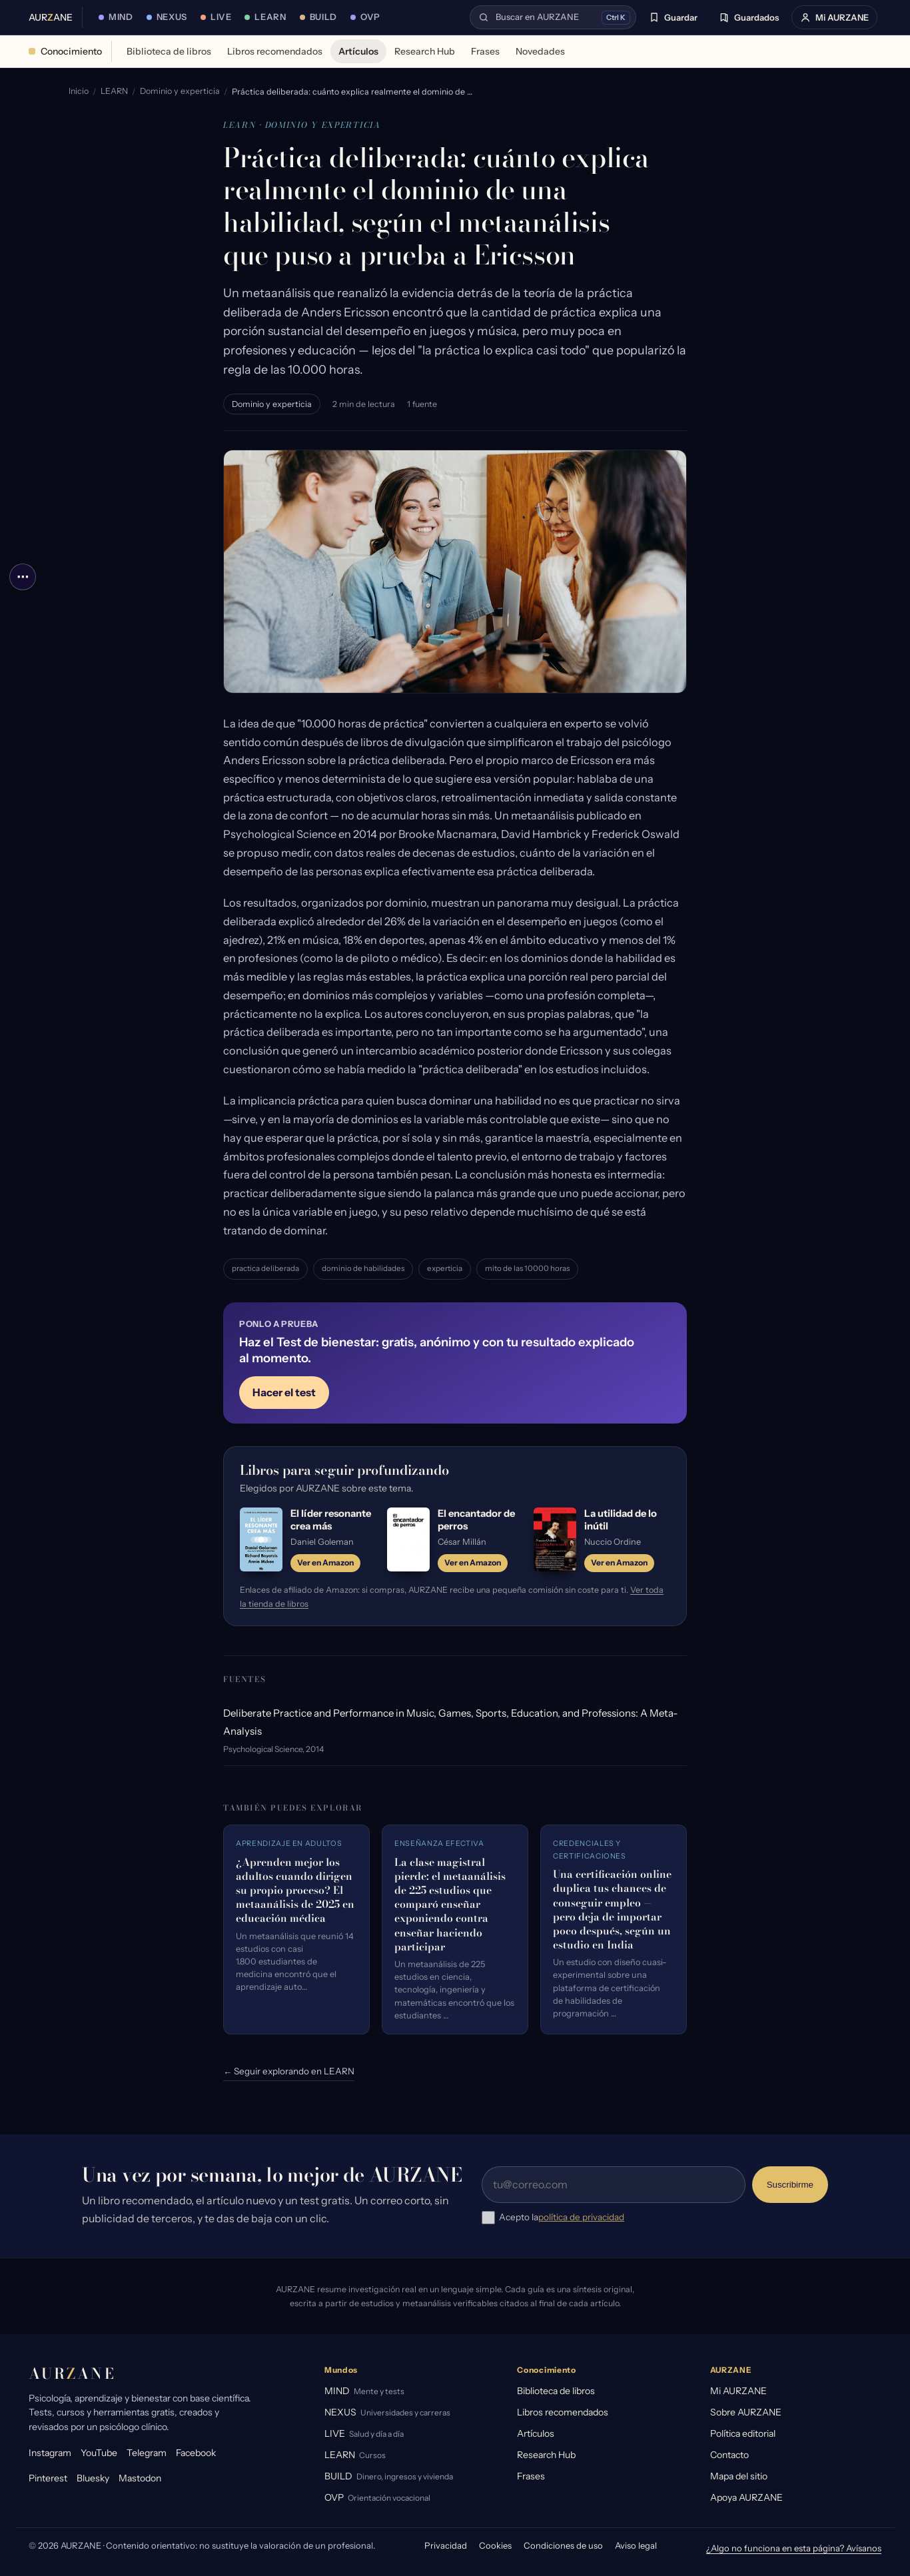 AURZANE
MIND
NEXUS
LIVE
LEARN
BUILD
OVP
Buscar en AURZANE
Ctrl K
Guardar
Guardados
Mi AURZANE
Conocimiento
Biblioteca de libros
Libros recomendados
Artículos
Research Hub
Frases
Novedades
Inicio / LEARN / Dominio y experticia / Práctica deliberada: cuánto explica realmente el dominio de ...
LEARN · DOMINIO Y EXPERTICIA
Práctica deliberada: cuánto explica
realmente el dominio de una
habilidad, según el metaanálisis
que puso a prueba a Ericsson
Un metaanálisis que reanalizó la evidencia detrás de la teoría de la práctica
deliberada de Anders Ericsson encontró que la cantidad de práctica explica una
porción sustancial del desempeño en juegos y música, pero muy poca en
profesiones y educación — lejos del "la práctica lo explica casi todo" que popularizó la
regla de las 10.000 horas.
Dominio y experticia
2 min de lectura
1 fuente
La idea de que "10.000 horas de práctica" convierten a cualquiera en experto se volvió
sentido común después de libros de divulgación que simplificaron el trabajo del psicólogo
Anders Ericsson sobre la práctica deliberada. Pero el propio marco de Ericsson era más
específico y menos determinista de lo que sugiere esa versión popular: hablaba de una
práctica estructurada, con objetivos claros, retroalimentación inmediata y salida constante
de la zona de confort — no de acumular horas sin más. Un metaanálisis publicado en
Psychological Science en 2014 por Brooke Macnamara, David Hambrick y Frederick Oswald
se propuso medir, con datos reales de decenas de estudios, cuánto de la variación en el
desempeño de las personas explica efectivamente esa práctica deliberada.
Los resultados, organizados por dominio, muestran un panorama muy desigual. La práctica
deliberada explicó alrededor del 26% de la variación en el desempeño en juegos (como el
ajedrez), 21% en música, 18% en deportes, apenas 4% en el ámbito educativo y menos del 1%
en profesiones (como la de piloto o médico). Es decir: en los dominios donde la habilidad es
más medible y las reglas más estables, la práctica explica una porción real pero parcial del
desempeño; en dominios más complejos y variables —como una profesión completa—,
prácticamente no la explica. Los autores concluyeron, en sus propias palabras, que "la
práctica deliberada es importante, pero no tan importante como se ha argumentado", una
conclusión que generó un intercambio académico posterior donde Ericsson y sus colegas
cuestionaron cómo se había medido la "práctica deliberada" en los estudios incluidos.
La implicancia práctica para quien busca dominar una habilidad no es que practicar no sirva
—sirve, y en la mayoría de dominios es la variable más controlable que existe— sino que no
hay que esperar que la práctica, por sí sola y sin más, garantice la maestría, especialmente en
ámbitos profesionales complejos donde el talento previo, el entorno de trabajo y factores
fuera del control de la persona también pesan. La conclusión más honesta es intermedia:
practicar deliberadamente sigue siendo la palanca más grande que uno puede accionar, pero
no es la única variable en juego, y su peso relativo depende muchísimo de qué se está
tratando de dominar.
practica deliberada
dominio de habilidades
experticia
mito de las 10000 horas
PONLO A PRUEBA
Haz el Test de bienestar: gratis, anónimo y con tu resultado explicado
al momento.
Hacer el test
Libros para seguir profundizando
Elegidos por AURZANE sobre este tema.
EL LÍDER
RESONANTE
CREA MÁS
Daniel Goleman
Richard Boyatzis
Annie McKee
El líder resonante
crea más
Daniel Goleman
Ver en Amazon
El
encantador
de perros
El encantador de
perros
César Millán
Ver en Amazon
La utilidad de lo
inútil
Nuccio Ordine
Ver en Amazon
Enlaces de afiliado de Amazon: si compras, AURZANE recibe una pequeña comisión sin coste para ti. Ver toda
la tienda de libros
FUENTES
Deliberate Practice and Performance in Music, Games, Sports, Education, and Professions: A Meta-
Analysis
Psychological Science, 2014
TAMBIÉN PUEDES EXPLORAR
APRENDIZAJE EN ADULTOS
¿Aprenden mejor los
adultos cuando dirigen
su propio proceso? El
metaanálisis de 2025 en
educación médica
Un metaanálisis que reunió 14
estudios con casi
1.800 estudiantes de
medicina encontró que el
aprendizaje auto...
ENSEÑANZA EFECTIVA
La clase magistral
pierde: el metaanálisis
de 225 estudios que
comparó enseñar
exponiendo contra
enseñar haciendo
participar
Un metaanálisis de 225
estudios en ciencia,
tecnología, ingeniería y
matemáticas encontró que los
estudiantes ...
CREDENCIALES Y
CERTIFICACIONES
Una certificación online
duplica tus chances de
conseguir empleo —
pero deja de importar
poco después, según un
estudio en India
Un estudio con diseño cuasi-
experimental sobre una
plataforma de certificación
de habilidades de
programación ...
← Seguir explorando en LEARN
Una vez por semana, lo mejor de AURZANE
Un libro recomendado, el artículo nuevo y un test gratis. Un correo corto, sin
publicidad de terceros, y te das de baja con un clic.
tu@correo.com
Suscribirme
Acepto la política de privacidad
AURZANE resume investigación real en un lenguaje simple. Cada guía es una síntesis original,
escrita a partir de estudios y metaanálisis verificables citados al final de cada artículo.
AURZANE
Psicología, aprendizaje y bienestar con base científica.
Tests, cursos y herramientas gratis, creados y
revisados por un psicólogo clínico.
Instagram YouTube Telegram Facebook
Pinterest Bluesky Mastodon
Mundos
MIND Mente y tests
NEXUS Universidades y carreras
LIVE Salud y día a día
LEARN Cursos
BUILD Dinero, ingresos y vivienda
OVP Orientación vocacional
Conocimiento
Biblioteca de libros
Libros recomendados
Artículos
Research Hub
Frases
AURZANE
Mi AURZANE
Sobre AURZANE
Política editorial
Contacto
Mapa del sitio
Apoya AURZANE
© 2026 AURZANE · Contenido orientativo: no sustituye la valoración de un profesional.
Privacidad Cookies Condiciones de uso Aviso legal
¿Algo no funciona en esta página? Avísanos